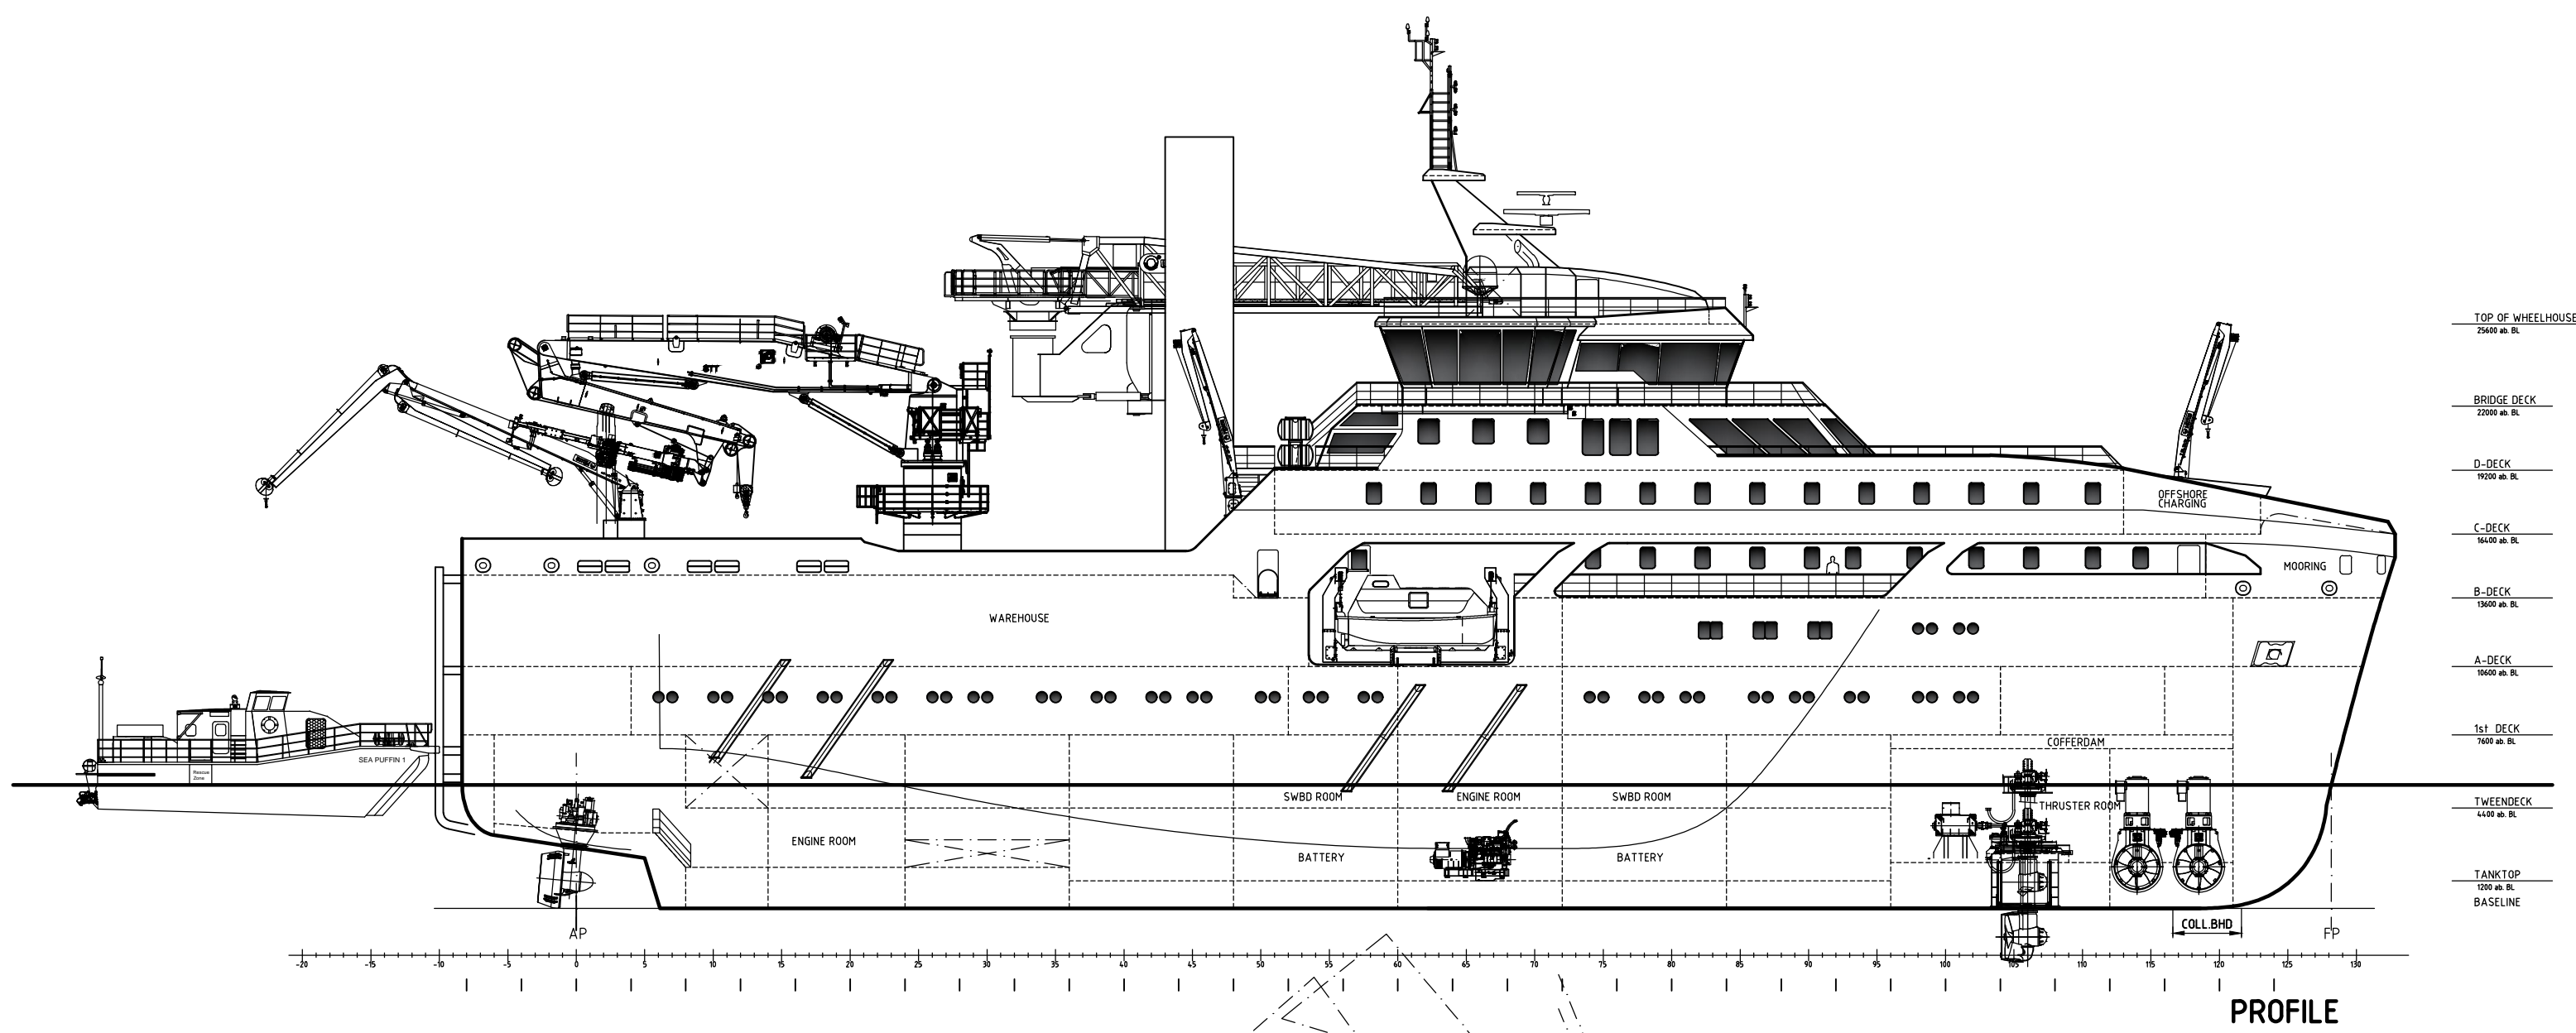 TOP OF WHEELHOUSE
25600 ab. BL
STT
BRIDGE DECK
22000 ab. BL
D-DECK
19200 ab. BL
OFFSHORE
CHARGING
C-DECK
16400 ab. BL
MOORING
B-DECK
13600 ab. BL
WAREHOUSE
A-DECK
10600 ab. BL
1st DECK
7600 ab. BL
COFFERDAM
SEA PUFFIN 1
Rescue
Zone
SWBD ROOM
ENGINE ROOM
SWBD ROOM
THRUSTER ROOM
TWEENDECK
4400 ab. BL
ENGINE ROOM
BATTERY
BATTERY
TANKTOP
1200 ab. BL
BASELINE
COLL.BHD
AP
FP
-20 -15 -10 -5 0 5 10 15 20 25 30 35 40 45 50 55 60 65 70 75 80 85 90 95 100 105 110 115 120 125 130
PROFILE